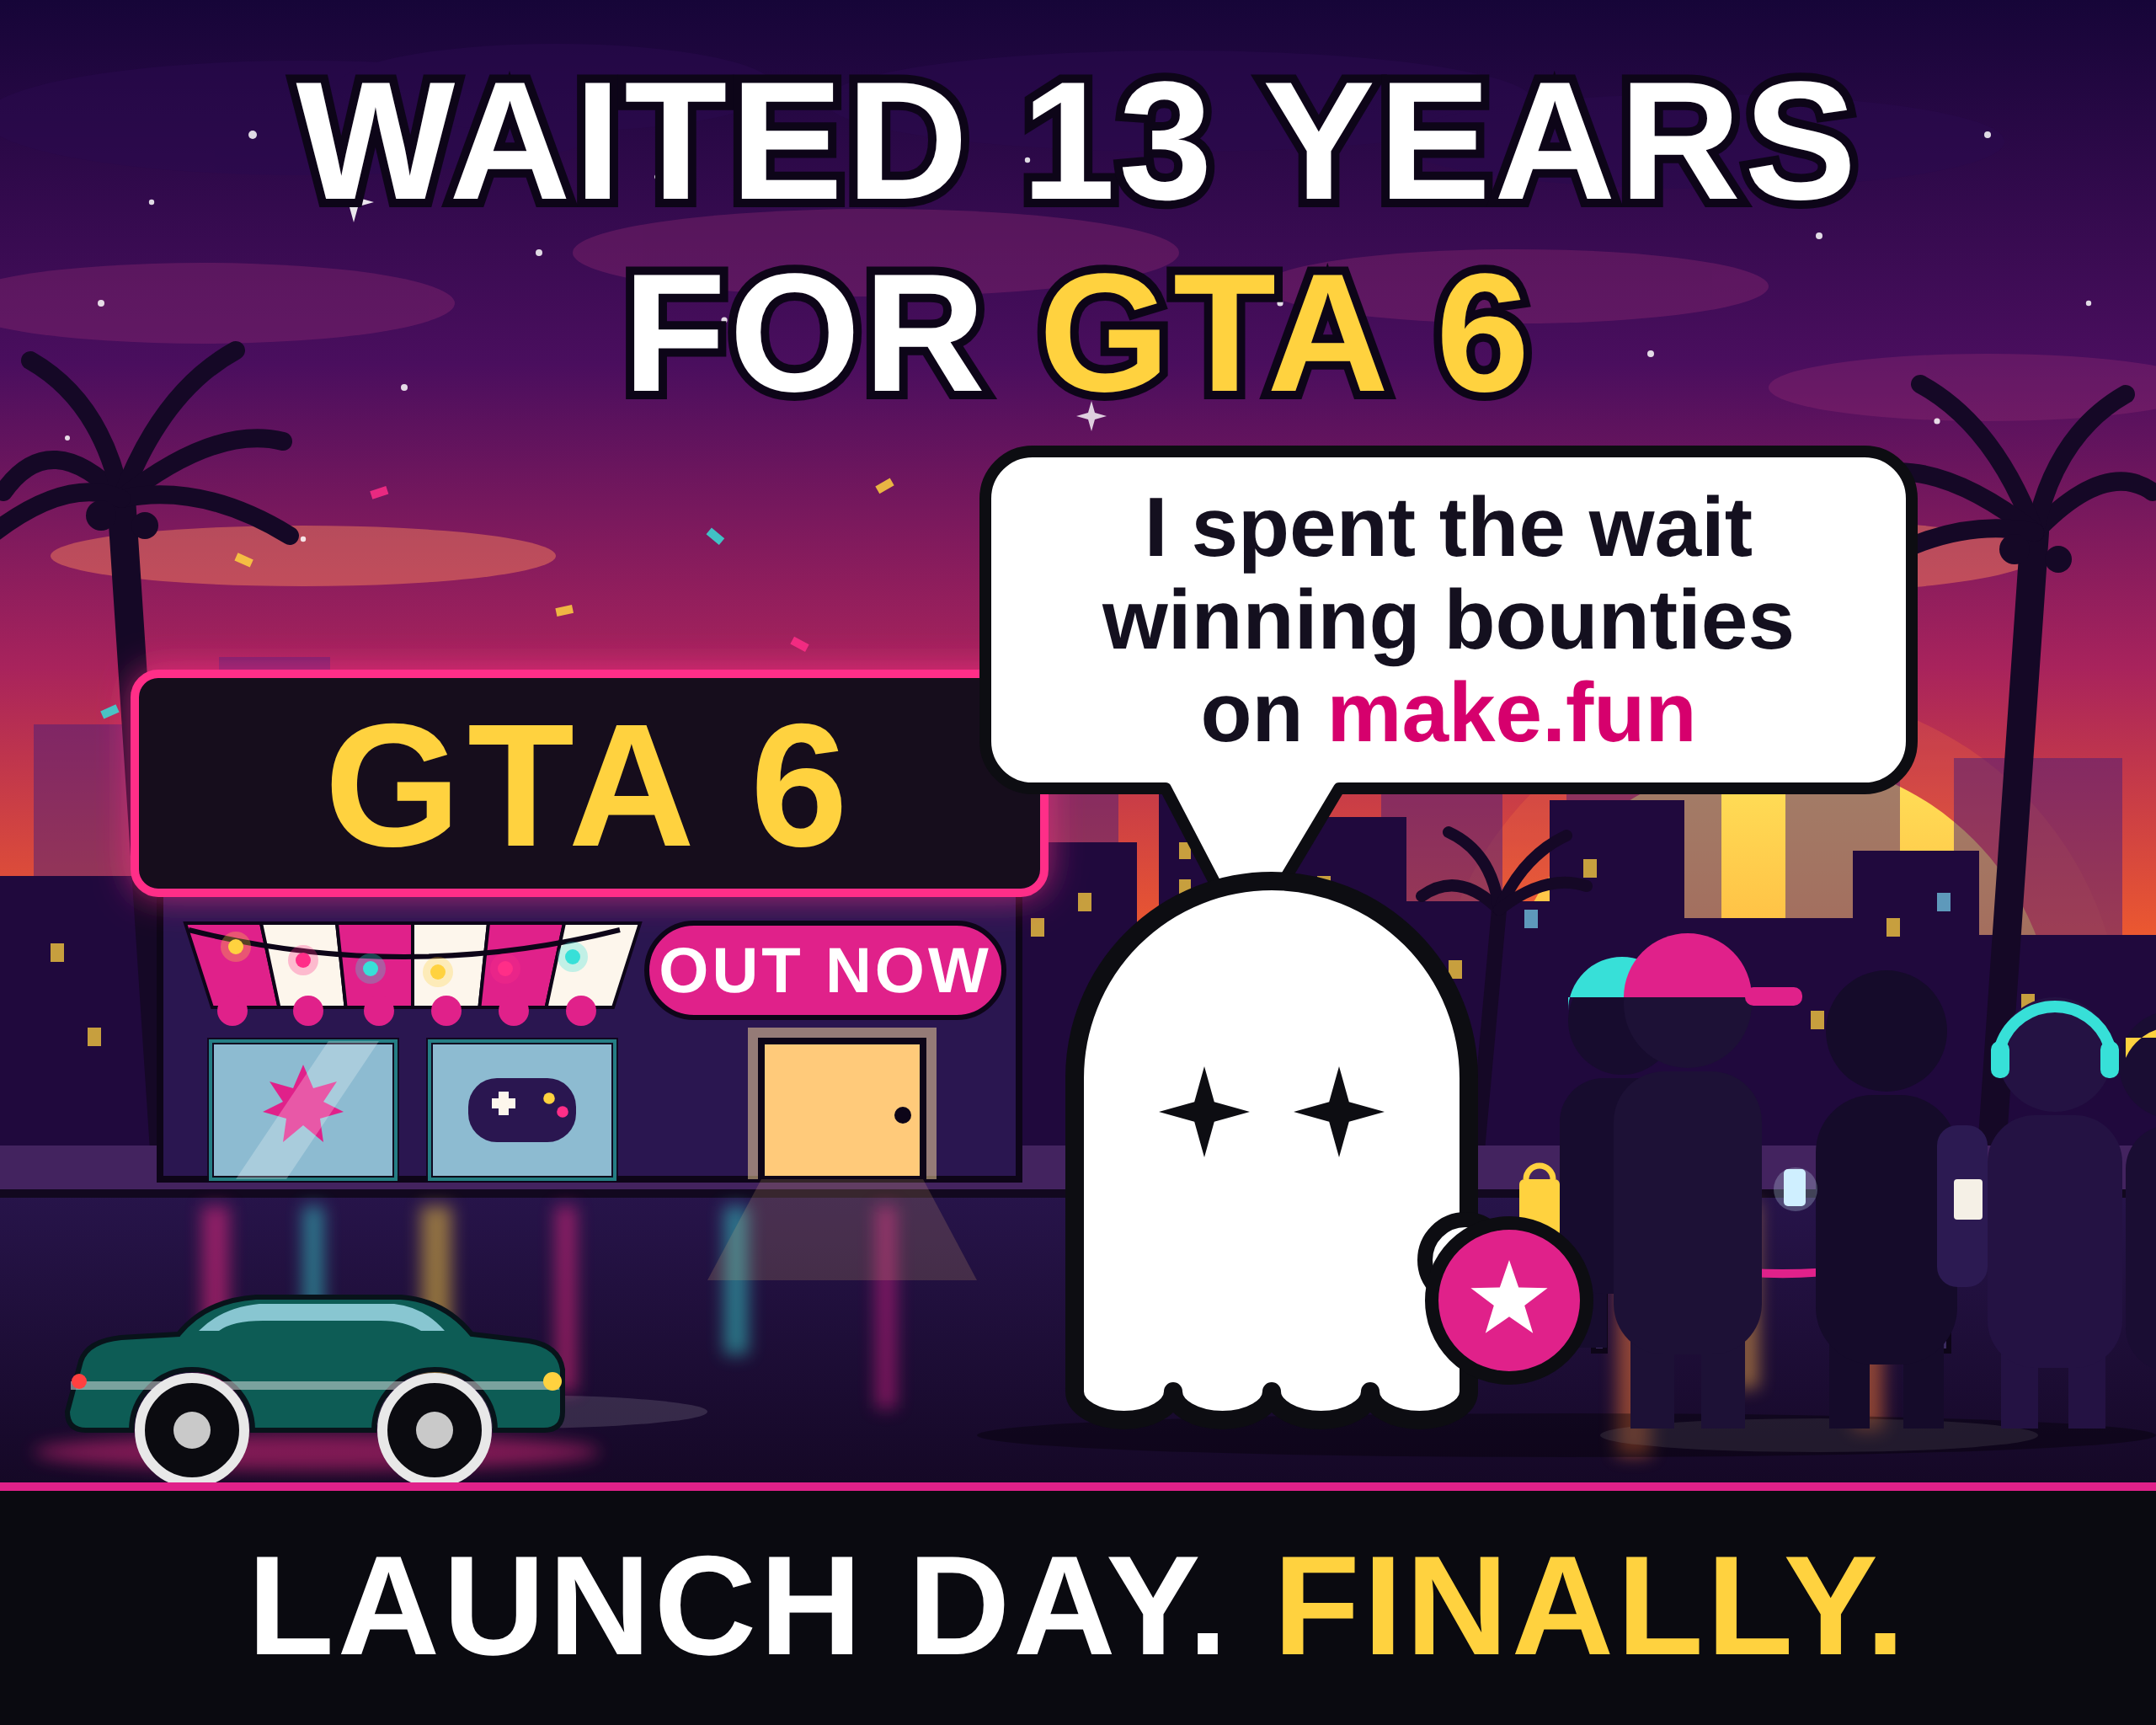 WAITED 13 YEARS
FOR GTA 6
I spent the wait
winning bounties
on make.fun
GTA 6
OUT NOW
LAUNCH DAY. FINALLY.